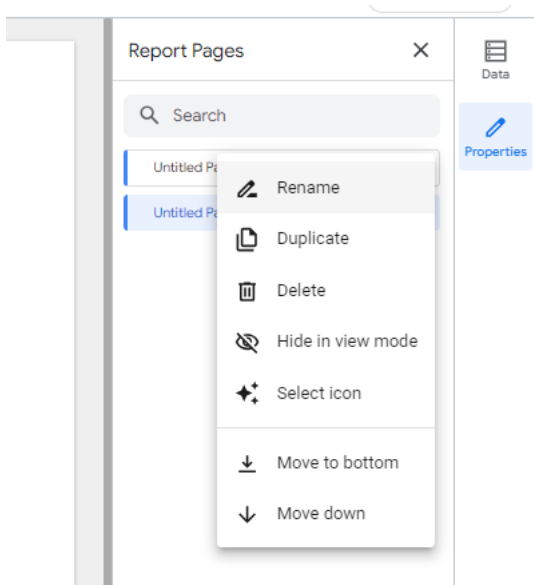 Report Pages
Data
Search
Properties
Untitled Pa
Rename
Untitled Pa
Duplicate
Delete
Hide in view mode
Select icon
Move to bottom
Move down